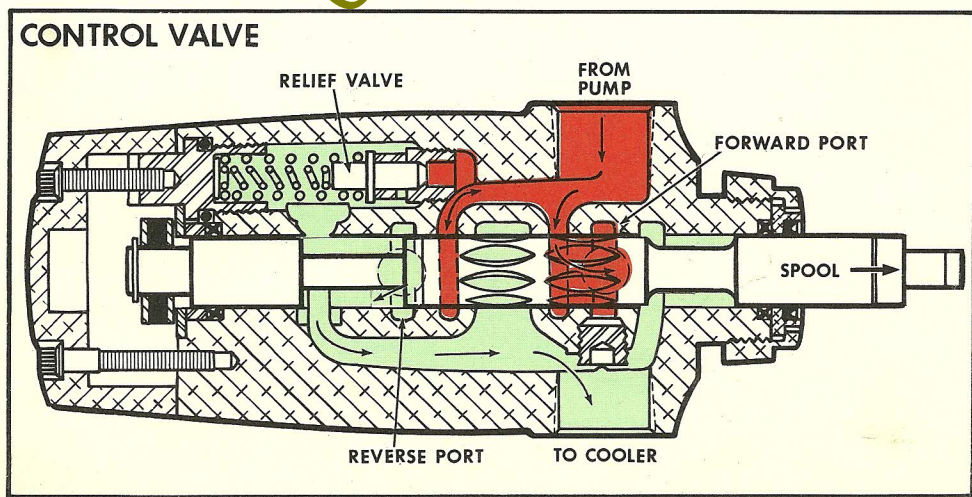 CONTROL VALVE
RELIEF VALVE
FROM
PUMP
FORWARD PORT
SPOOL
REVERSE PORT
TO COOLER